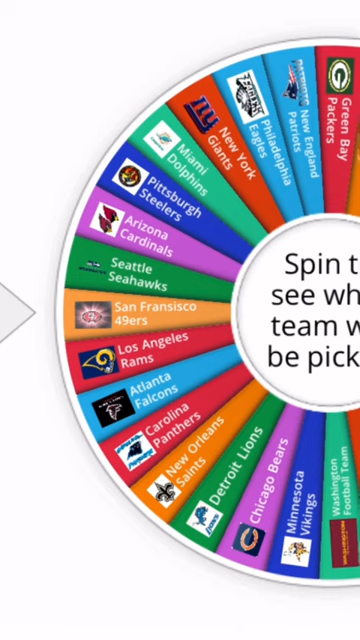 Green Bay
Packers
PATRIOTS
New England
Patriots
Philadelphia
Eagles
New York
Giants
Miami
Dolphins
Pittsburgh
Steelers
Arizona
Cardinals
Seattle
Seahawks
San Fransisco
49ers
Los Angeles
Rams
Atlanta
Falcons
Carolina
Panthers
New Orleans
Saints
Detroit Lions
Chicago Bears
Minnesota
Vikings
Washington
Football Team
Spin t
see wh
team w
be pick